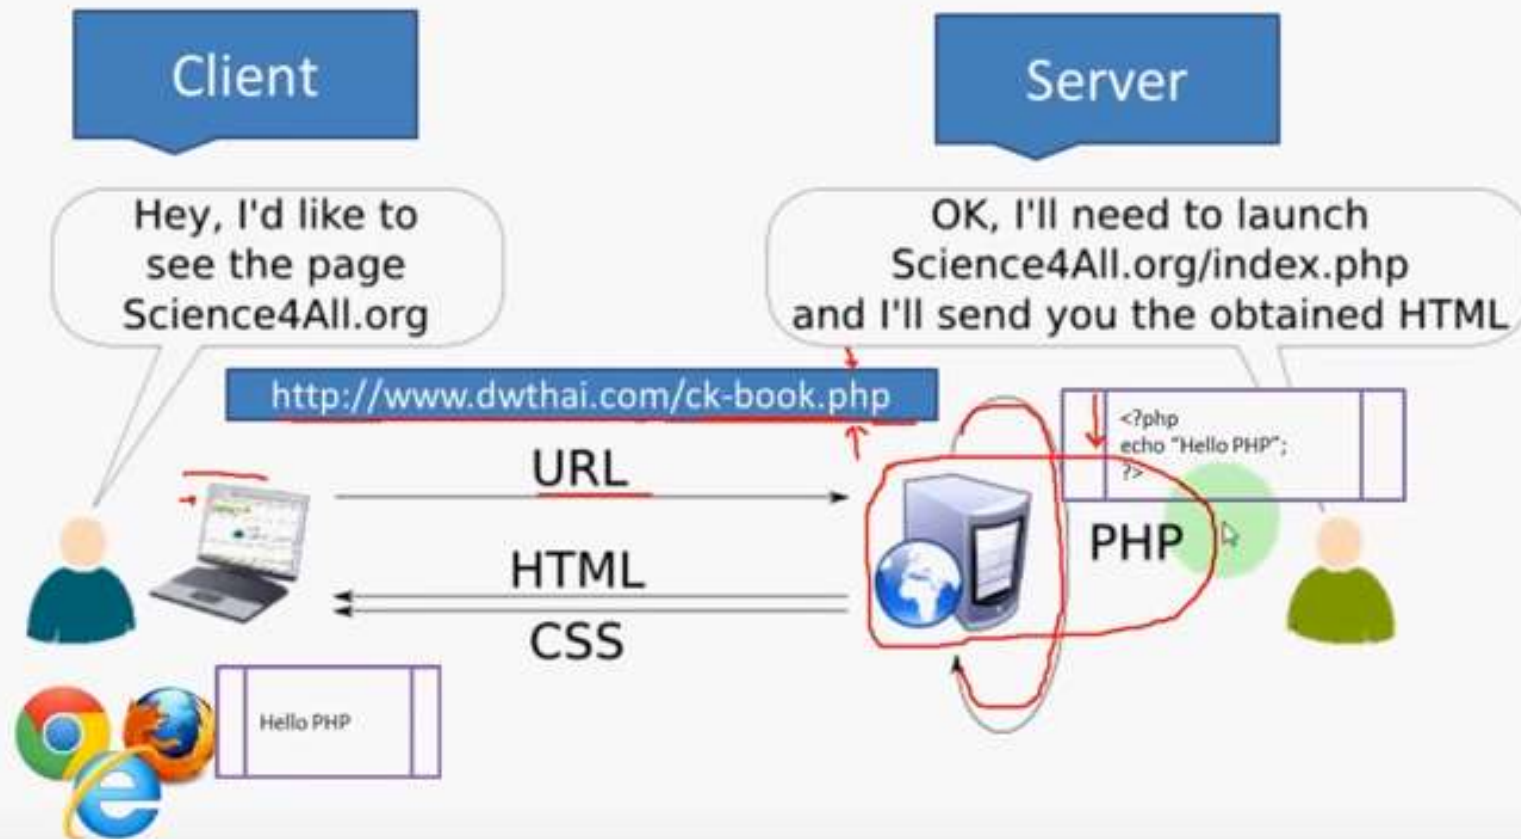 Client
Server
Hey, I'd like to
see the page
Science4All.org
OK, I'll need to launch
Science4All.org/index.php
and I'll send you the obtained HTML
http://www.dwthai.com/ck-book.php
<?php
echo "Hello PHP";
?>
URL
PHP
HTML
CSS
Hello PHP